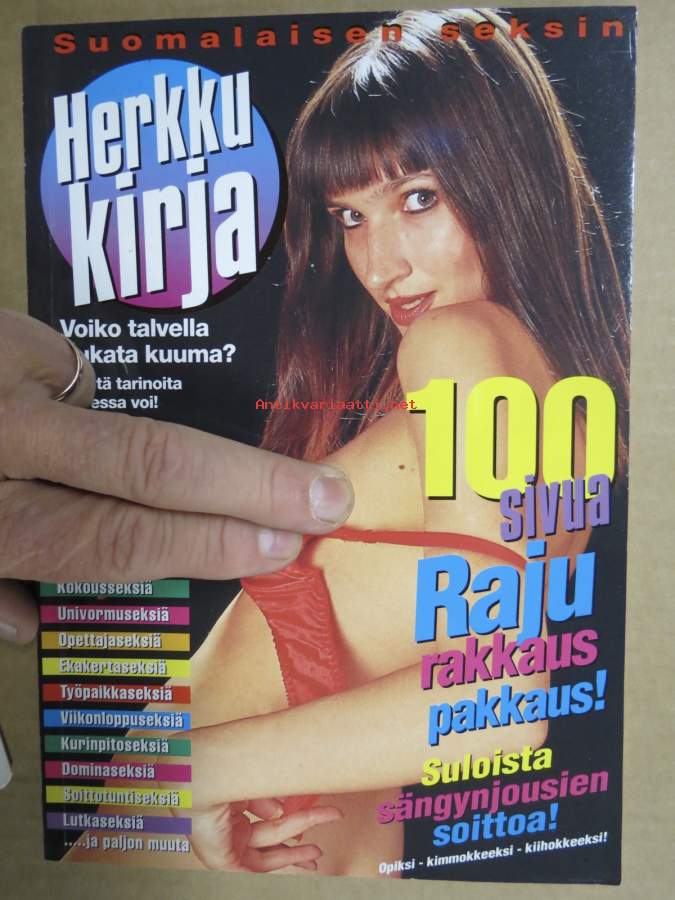 Suomalaisen seksin
Herkku
kirja
Voiko talvella
kuuma?
tarinoita
voi!
Antikvariaatti.net
100
sivua
Raju
rakkaus
pakkaus!
Kokousseksiä
Univormuseksiä
Opettajaseksiä
Ekakertaseksiä
Työpaikkaseksiä
Viikonloppuseksiä
Kurinpitoseksiä
Dominaseksiä
Soittotuntiseksiä
Lutkaseksiä
.....ja paljon muuta
Suloista
sängynjousien
soittoa!
Opiksi - kimmokkeeksi - kiihokkeeksi!